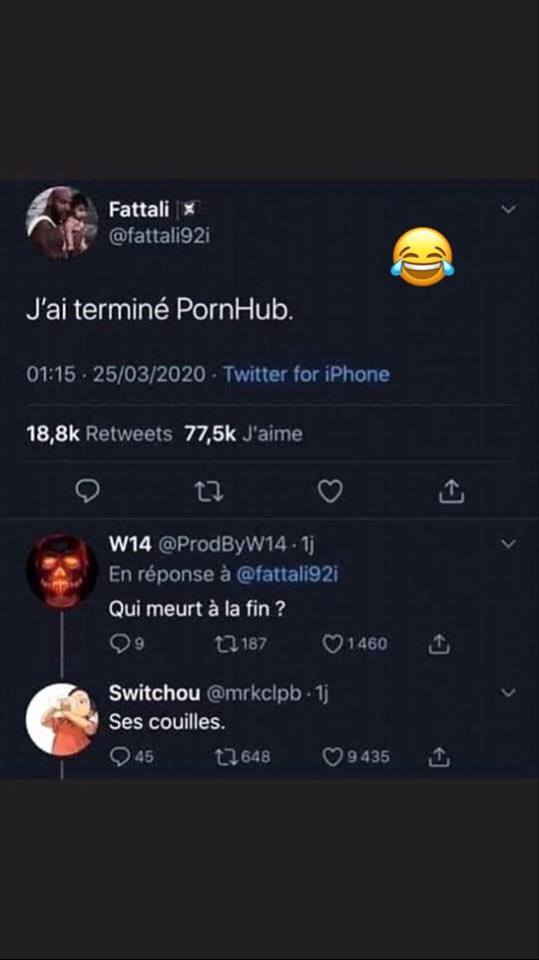 Fattali
@fattali92i
J'ai terminé PornHub.
01:15 · 25/03/2020 · Twitter for iPhone
18,8k Retweets 77,5k J'aime
W14 @ProdByW14 · 1j
En réponse à @fattali92i
Qui meurt à la fin ?
9 187 1 460
Switchou @mrkclpb · 1j
Ses couilles.
45 648 9 435